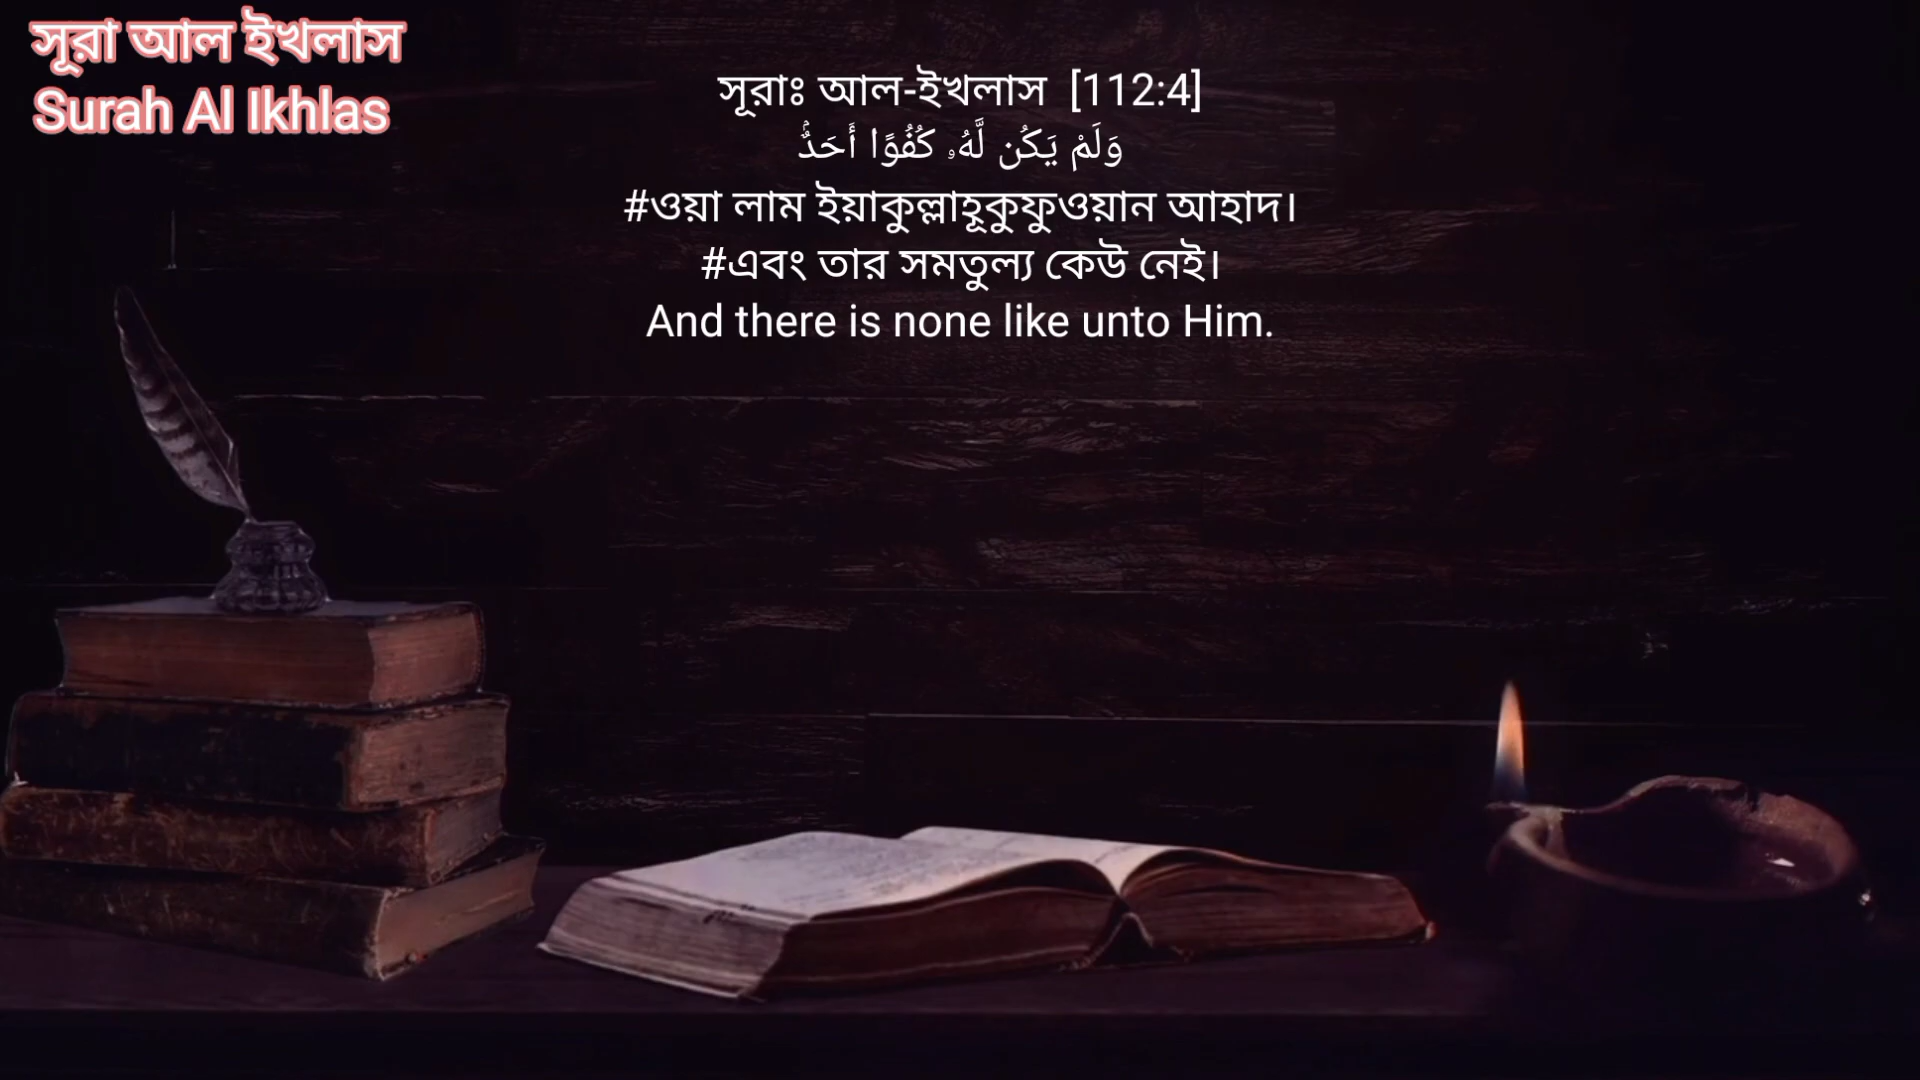 সূরা আল ইখলাস
Surah Al Ikhlas
সূরাঃ আল-ইখলাস [112:4]
وَلَمْ يَكُن لَّهُۥ كُفُوًا أَحَدٌۢ
#ওয়া লাম ইয়াকুল্লাহূকুফুওয়ান আহাদ।
#এবং তার সমতুল্য কেউ নেই।
And there is none like unto Him.